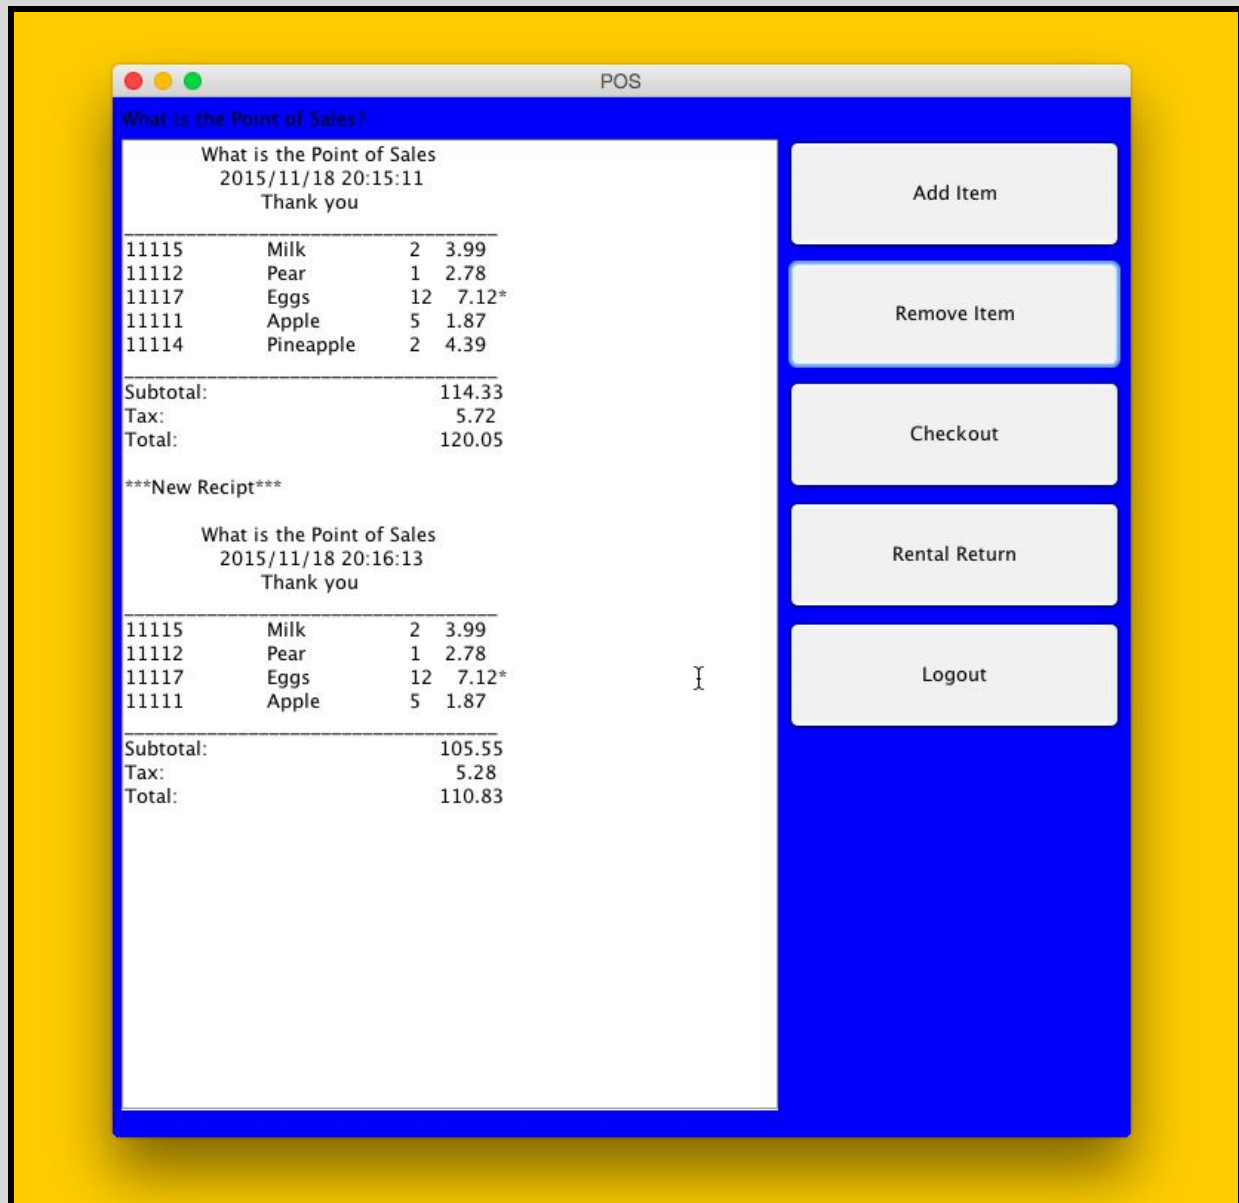 POS
What is the Point of Sales?
What is the Point of Sales
2015/11/18 20:15:11
Thank you
11115 Milk 2 3.99
11112 Pear 1 2.78
11117 Eggs 12 7.12*
11111 Apple 5 1.87
11114 Pineapple 2 4.39
Subtotal: 114.33
Tax: 5.72
Total: 120.05
***New Recipt***
What is the Point of Sales
2015/11/18 20:16:13
Thank you
11115 Milk 2 3.99
11112 Pear 1 2.78
11117 Eggs 12 7.12*
11111 Apple 5 1.87
Subtotal: 105.55
Tax: 5.28
Total: 110.83
Add Item
Remove Item
Checkout
Rental Return
Logout